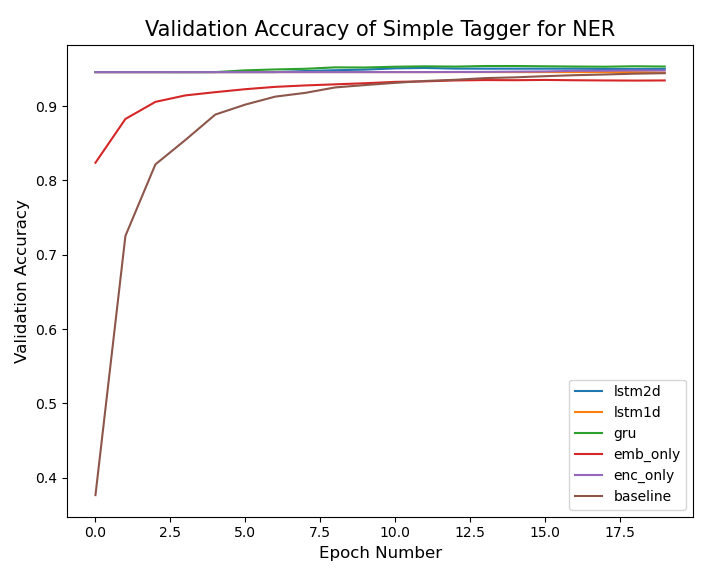 Validation Accuracy of Simple Tagger for NER
Validation Accuracy
0.9
0.8
0.7
0.6
0.5
0.4
0.0 2.5 5.0 7.5 10.0 12.5 15.0 17.5
Epoch Number
lstm2d
lstm1d
gru
emb_only
enc_only
baseline